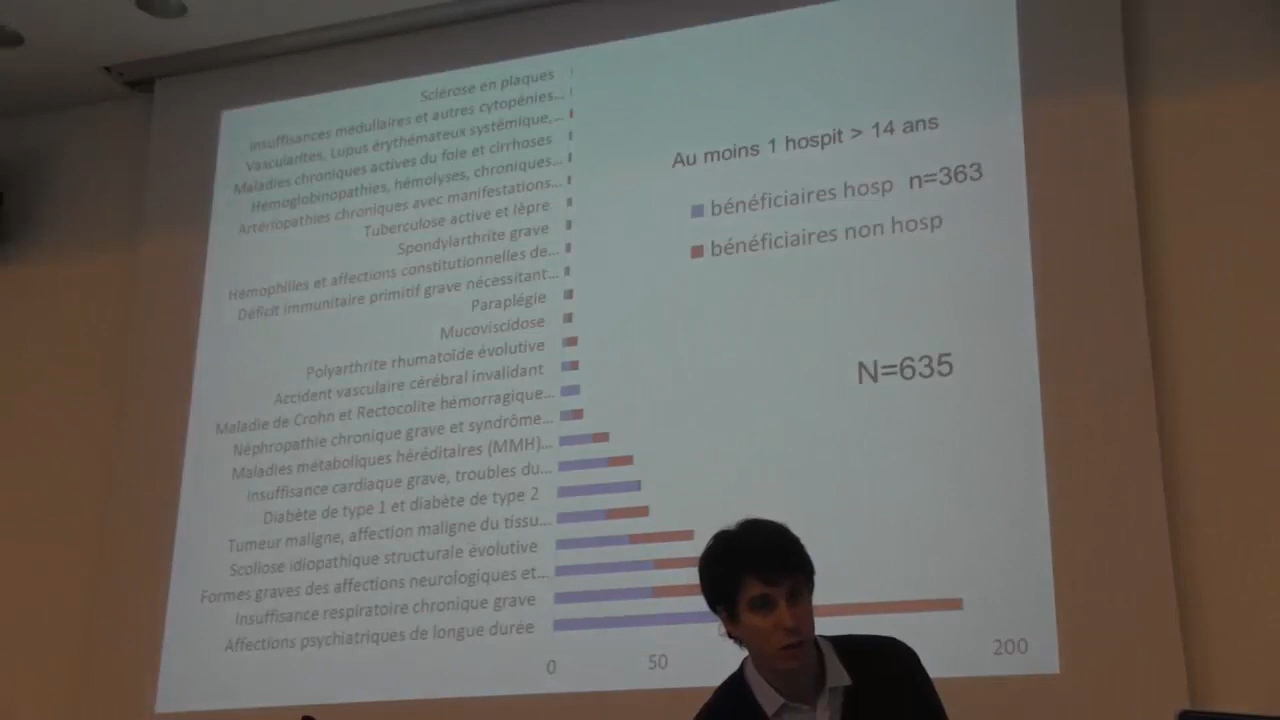 Sclérose en plaques
Insuffisances médullaires et autres cytopénies...
Vascularites, Lupus érythémateux systémique,...
Maladies chroniques actives du foie et cirrhoses
Hémoglobinopathies, hémolyses, chroniques...
Artériopathies chroniques avec manifestations...
Tuberculose active et lèpre
Spondylarthrite grave
Hémophilies et affections constitutionnelles de...
Déficit immunitaire primitif grave nécessitant...
Paraplégie
Mucoviscidose
Polyarthrite rhumatoïde évolutive
Accident vasculaire cérébral invalidant
Maladie de Crohn et Rectocolite hémorragique...
Néphropathie chronique grave et syndrôme...
Maladies métaboliques héréditaires (MMH)...
Insuffisance cardiaque grave, troubles du...
Diabète de type 1 et diabète de type 2
Tumeur maligne, affection maligne du tissu...
Scoliose idiopathique structurale évolutive
Formes graves des affections neurologiques et...
Insuffisance respiratoire chronique grave
Affections psychiatriques de longue durée
0 50 200
Au moins 1 hospit > 14 ans
bénéficiaires hosp n=363
bénéficiaires non hosp
N=635